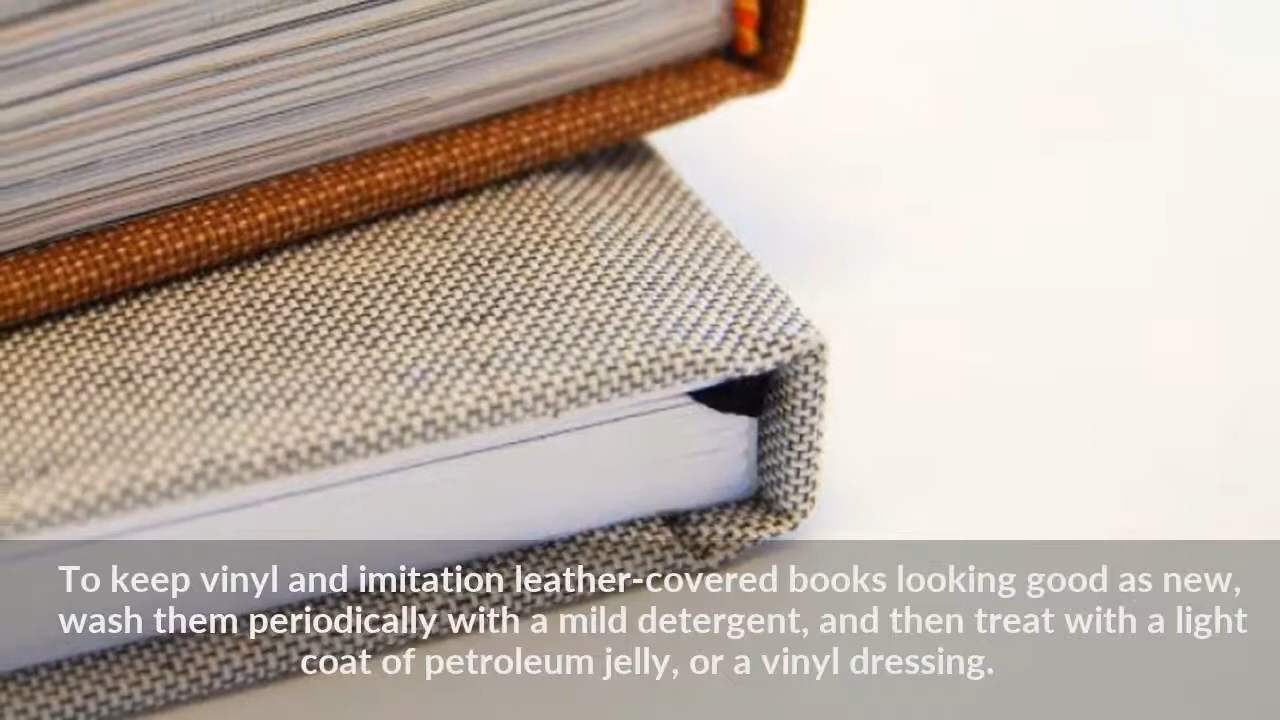 To keep vinyl and imitation leather-covered books looking good as new,
wash them periodically with a mild detergent, and then treat with a light
coat of petroleum jelly, or a vinyl dressing.